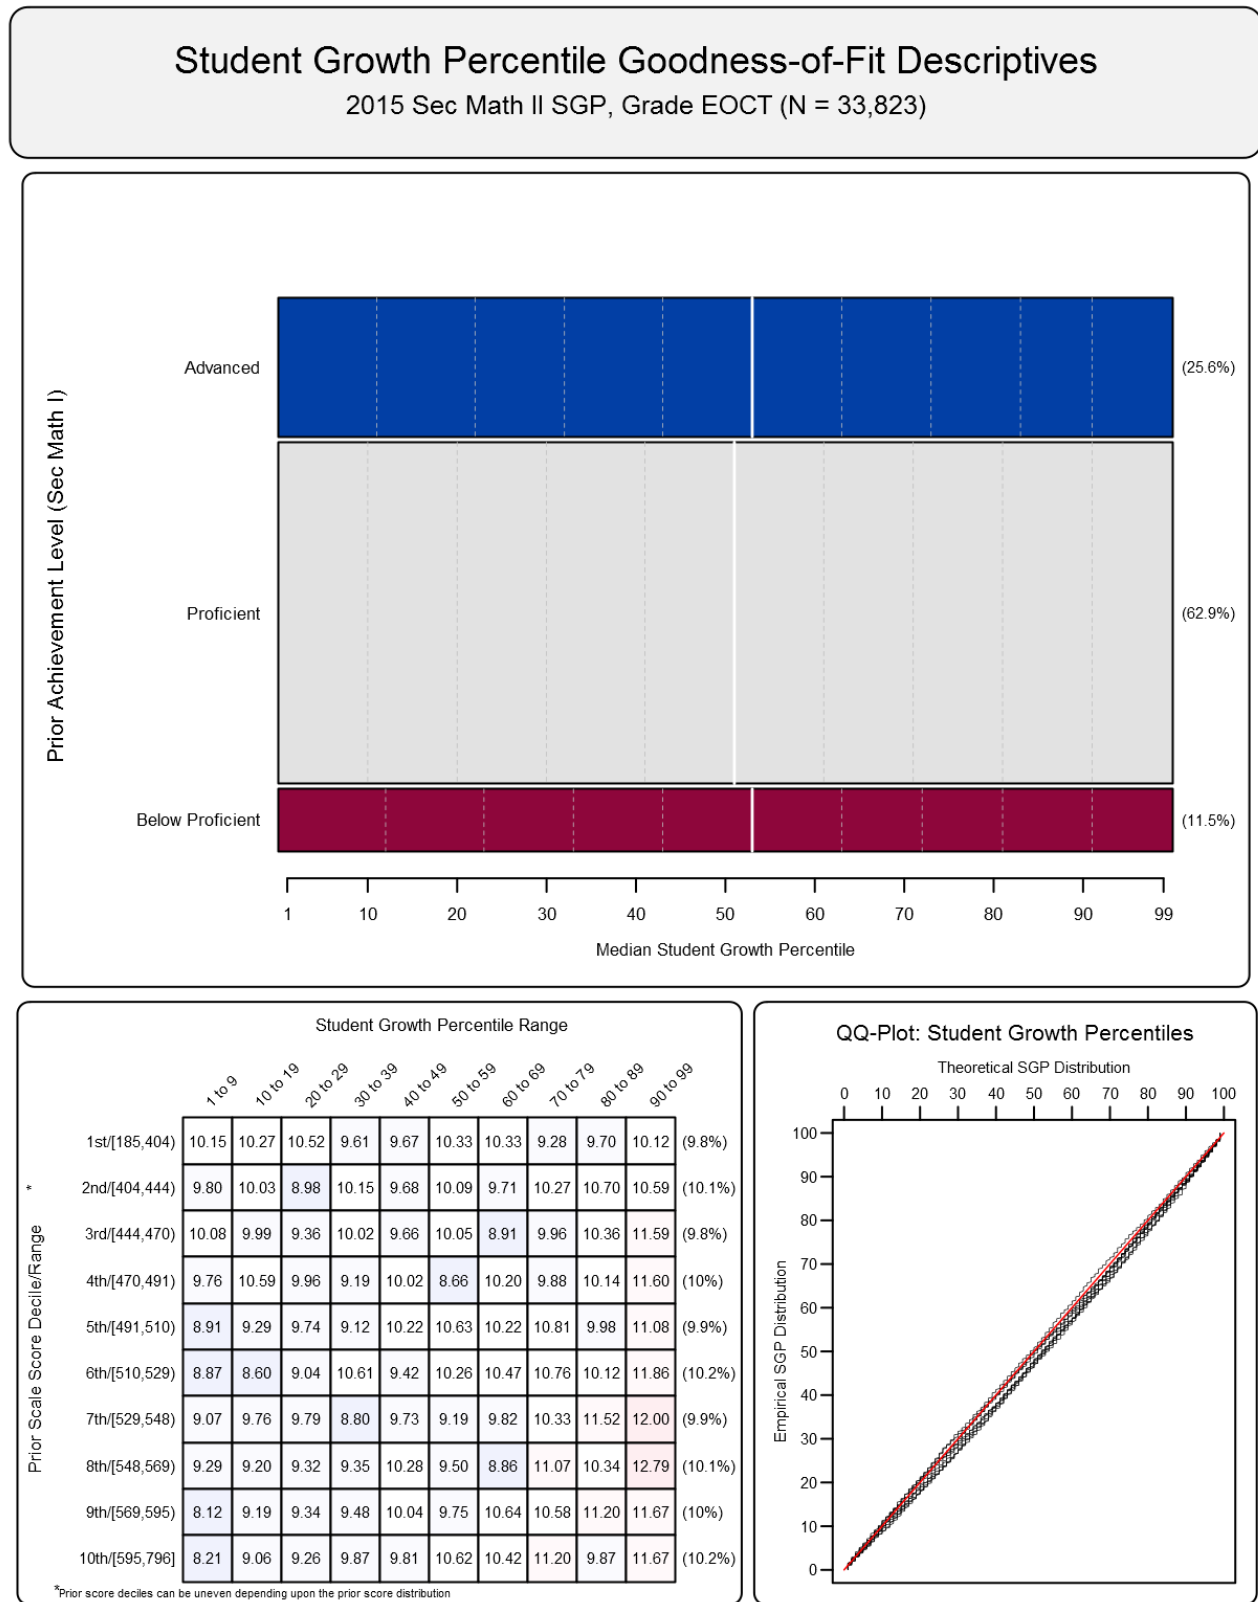 Student Growth Percentile Goodness-of-Fit Descriptives
2015 Sec Math II SGP, Grade EOCT (N = 33,823)
Prior Achievement Level (Sec Math I)
Advanced
(25.6%)
Proficient
(62.9%)
Below Proficient
(11.5%)
1 10 20 30 40 50 60 70 80 90 99
Median Student Growth Percentile
Student Growth Percentile Range
1 to 9 10 to 19 20 to 29 30 to 39 40 to 49 50 to 59 60 to 69 70 to 79 80 to 89 90 to 99
Prior Scale Score Decile/Range *
1st/[185,404) 10.15 10.27 10.52 9.61 9.67 10.33 10.33 9.28 9.70 10.12 (9.8%)
2nd/[404,444) 9.80 10.03 8.98 10.15 9.68 10.09 9.71 10.27 10.70 10.59 (10.1%)
3rd/[444,470) 10.08 9.99 9.36 10.02 9.66 10.05 8.91 9.96 10.36 11.59 (9.8%)
4th/[470,491) 9.76 10.59 9.96 9.19 10.02 8.66 10.20 9.88 10.14 11.60 (10%)
5th/[491,510) 8.91 9.29 9.74 9.12 10.22 10.63 10.22 10.81 9.98 11.08 (9.9%)
6th/[510,529) 8.87 8.60 9.04 10.61 9.42 10.26 10.47 10.76 10.12 11.86 (10.2%)
7th/[529,548) 9.07 9.76 9.79 8.80 9.73 9.19 9.82 10.33 11.52 12.00 (9.9%)
8th/[548,569) 9.29 9.20 9.32 9.35 10.28 9.50 8.86 11.07 10.34 12.79 (10.1%)
9th/[569,595) 8.12 9.19 9.34 9.48 10.04 9.75 10.64 10.58 11.20 11.67 (10%)
10th/[595,796] 8.21 9.06 9.26 9.87 9.81 10.62 10.42 11.20 9.87 11.67 (10.2%)
*Prior score deciles can be uneven depending upon the prior score distribution
QQ-Plot: Student Growth Percentiles
Theoretical SGP Distribution
0 10 20 30 40 50 60 70 80 90 100
Empirical SGP Distribution
100
90
80
70
60
50
40
30
20
10
0